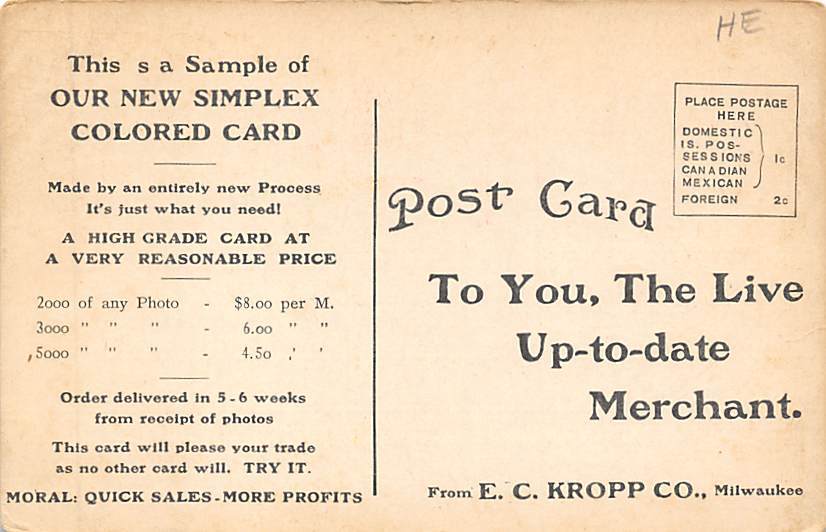 This s a Sample of
OUR NEW SIMPLEX
COLORED CARD
Made by an entirely new Process
It's just what you need!
A HIGH GRADE CARD AT
A VERY REASONABLE PRICE
2000 of any Photo - $8.00 per M.
3000 " " " - 6.00 " "
5000 " " " - 4.50 ' '
Order delivered in 5-6 weeks
from receipt of photos
This card will please your trade
as no other card will. TRY IT.
MORAL: QUICK SALES-MORE PROFITS
HE
PLACE POSTAGE
HERE
DOMESTIC
IS. POS-
SESSIONS 1c
CANADIAN
MEXICAN
FOREIGN 2c
Post Card
To You, The Live
Up-to-date
Merchant.
From E. C. KROPP CO., Milwaukee